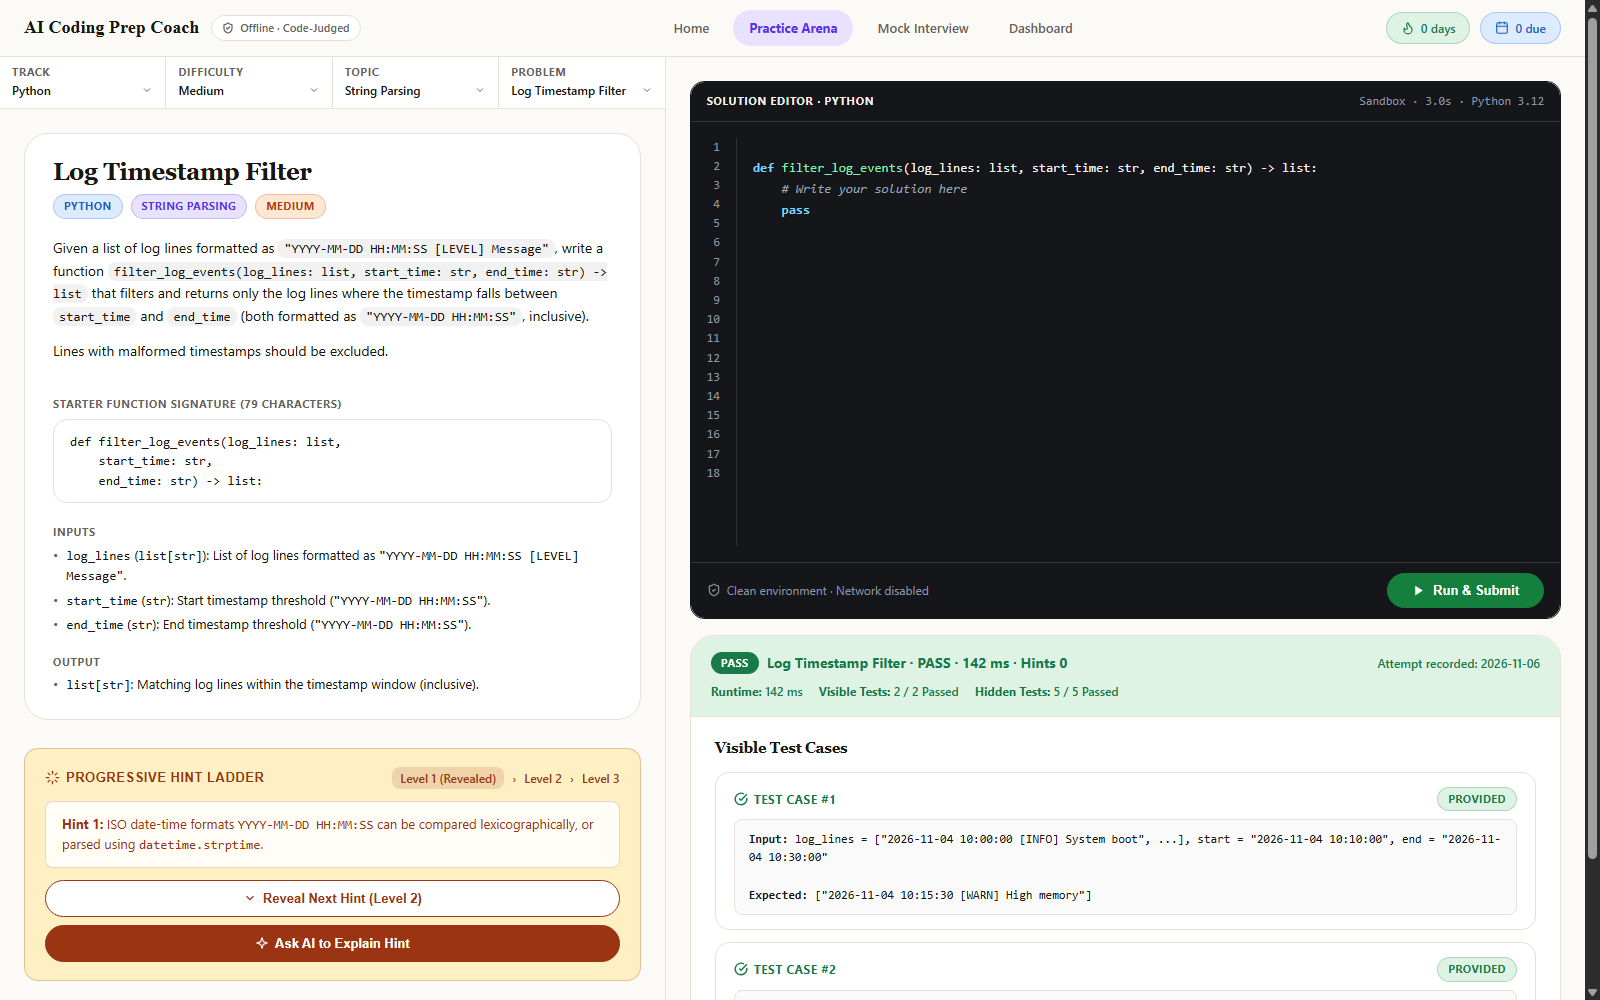 AI Coding Prep Coach
Offline · Code-Judged
Home
Practice Arena
Mock Interview
Dashboard
0 days
0 due
TRACK
Python
DIFFICULTY
Medium
TOPIC
String Parsing
PROBLEM
Log Timestamp Filter
Log Timestamp Filter
PYTHON
STRING PARSING
MEDIUM
Given a list of log lines formatted as "YYYY-MM-DD HH:MM:SS [LEVEL] Message", write a
function filter_log_events(log_lines: list, start_time: str, end_time: str) ->
list that filters and returns only the log lines where the timestamp falls between
start_time and end_time (both formatted as "YYYY-MM-DD HH:MM:SS", inclusive).
Lines with malformed timestamps should be excluded.
STARTER FUNCTION SIGNATURE (79 CHARACTERS)
def filter_log_events(log_lines: list,
    start_time: str,
    end_time: str) -> list:
INPUTS
• log_lines (list[str]): List of log lines formatted as "YYYY-MM-DD HH:MM:SS [LEVEL]
Message".
• start_time (str): Start timestamp threshold ("YYYY-MM-DD HH:MM:SS").
• end_time (str): End timestamp threshold ("YYYY-MM-DD HH:MM:SS").
OUTPUT
• list[str]: Matching log lines within the timestamp window (inclusive).
PROGRESSIVE HINT LADDER
Level 1 (Revealed) › Level 2 › Level 3
Hint 1: ISO date-time formats YYYY-MM-DD HH:MM:SS can be compared lexicographically, or
parsed using datetime.strptime.
Reveal Next Hint (Level 2)
Ask AI to Explain Hint
SOLUTION EDITOR · PYTHON
Sandbox · 3.0s · Python 3.12
1
2
3
4
5
6
7
8
9
10
11
12
13
14
15
16
17
18
def filter_log_events(log_lines: list, start_time: str, end_time: str) -> list:
    # Write your solution here
    pass
Clean environment · Network disabled
Run & Submit
PASS
Log Timestamp Filter · PASS · 142 ms · Hints 0
Attempt recorded: 2026-11-06
Runtime: 142 ms
Visible Tests: 2 / 2 Passed
Hidden Tests: 5 / 5 Passed
Visible Test Cases
TEST CASE #1
PROVIDED
Input: log_lines = ["2026-11-04 10:00:00 [INFO] System boot", ...], start = "2026-11-04 10:10:00", end = "2026-11-
04 10:30:00"
Expected: ["2026-11-04 10:15:30 [WARN] High memory"]
TEST CASE #2
PROVIDED